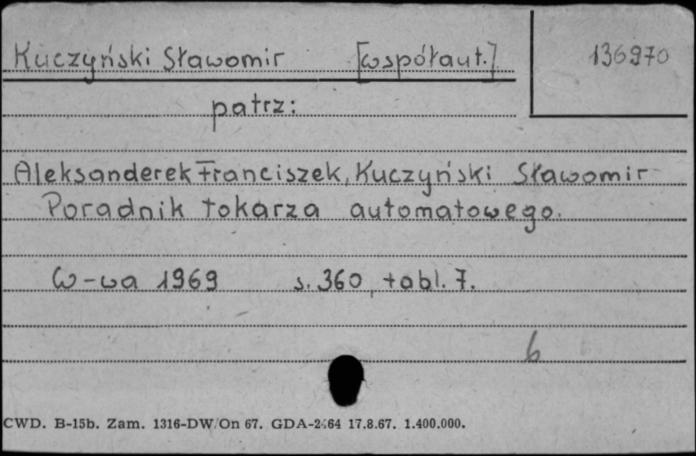 Kuczyński Sławomir [współaut.] 136970
patrz:
Aleksanderek Franciszek, Kuczyński Sławomir
Poradnik tokarza automatowego.
W-wa 1969 s. 360, tabl. 7.
b
CWD. B-15b. Zam. 1316-DW/On 67. GDA-2.64 17.8.67. 1.400.000.